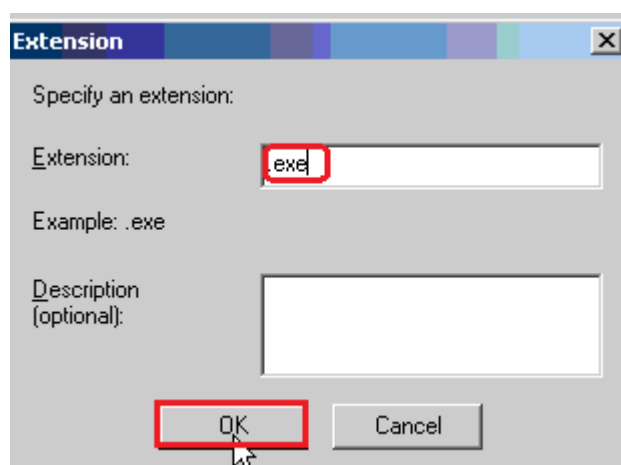 Extension
Specify an extension:
Extension:
.exe
Example: .exe
Description
(optional):
OK
Cancel